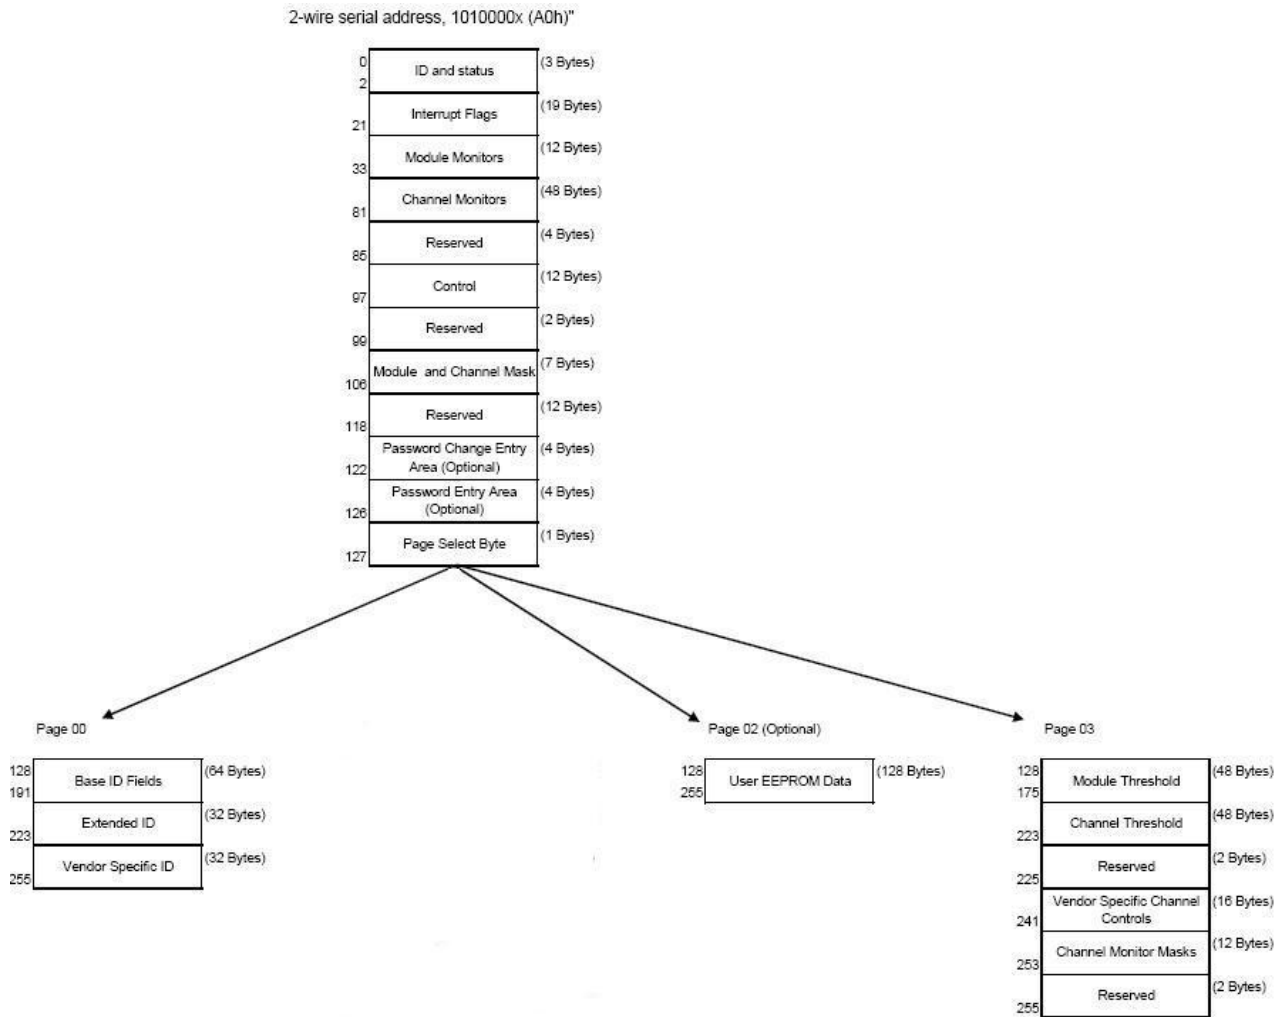 2-wire serial address, 1010000x (A0h)"
0
ID and status
(3 Bytes)
2
Interrupt Flags
(19 Bytes)
21
Module Monitors
(12 Bytes)
33
Channel Monitors
(48 Bytes)
81
Reserved
(4 Bytes)
85
Control
(12 Bytes)
97
Reserved
(2 Bytes)
99
Module and Channel Mask
(7 Bytes)
106
Reserved
(12 Bytes)
118
Password Change Entry
Area (Optional)
(4 Bytes)
122
Password Entry Area
(Optional)
(4 Bytes)
126
Page Select Byte
(1 Bytes)
127
Page 00
128
Base ID Fields
(64 Bytes)
191
Extended ID
(32 Bytes)
223
Vendor Specific ID
(32 Bytes)
255
Page 02 (Optional)
128
User EEPROM Data
(128 Bytes)
255
Page 03
128
Module Threshold
(48 Bytes)
175
Channel Threshold
(48 Bytes)
223
Reserved
(2 Bytes)
225
Vendor Specific Channel
Controls
(16 Bytes)
241
Channel Monitor Masks
(12 Bytes)
253
Reserved
(2 Bytes)
255